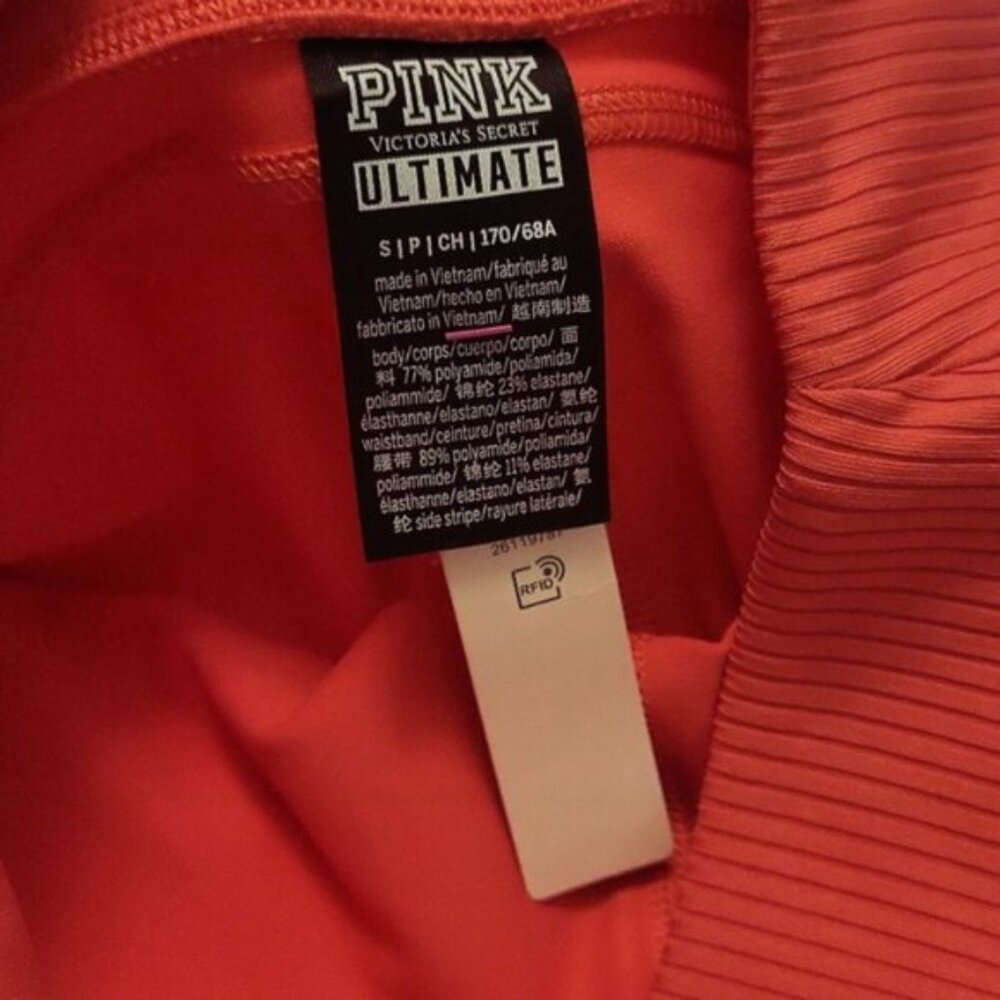 PINK
VICTORIA'S SECRET
ULTIMATE
S | P | CH | 170/68A
made in Vietnam/fabriqué au
Vietnam/hecho en Vietnam/
fabbricato in Vietnam/ 越南制造
body/corps/cuerpo/corpo/ 面
料 77% polyamide/poliamida/
poliammide/ 锦纶 23% elastane/
élasthanne/elastano/elastan/ 氨纶
waistband/ceinture/pretina/cintura/
腰带 89% polyamide/poliamida/
poliammide/ 锦纶 11% elastane/
élasthanne/elastano/elastan/ 氨
纶 side stripe/rayure latérale/
26119787
RFID